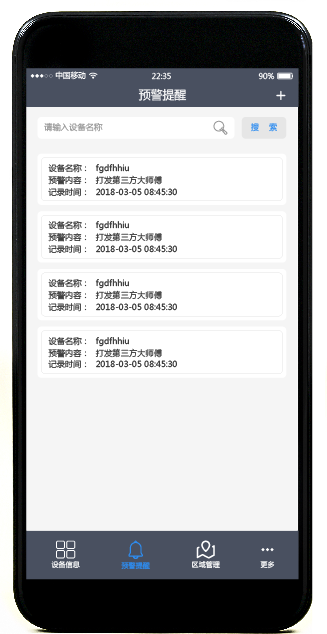 中国移动 22:35 90%
预警提醒 +
请输入设备名称 搜 索
设备名称： fgdfhhiu
预警内容： 打发第三方大师傅
记录时间： 2018-03-05 08:45:30
设备名称： fgdfhhiu
预警内容： 打发第三方大师傅
记录时间： 2018-03-05 08:45:30
设备名称： fgdfhhiu
预警内容： 打发第三方大师傅
记录时间： 2018-03-05 08:45:30
设备名称： fgdfhhiu
预警内容： 打发第三方大师傅
记录时间： 2018-03-05 08:45:30
设备信息 预警提醒 区域管理 更多